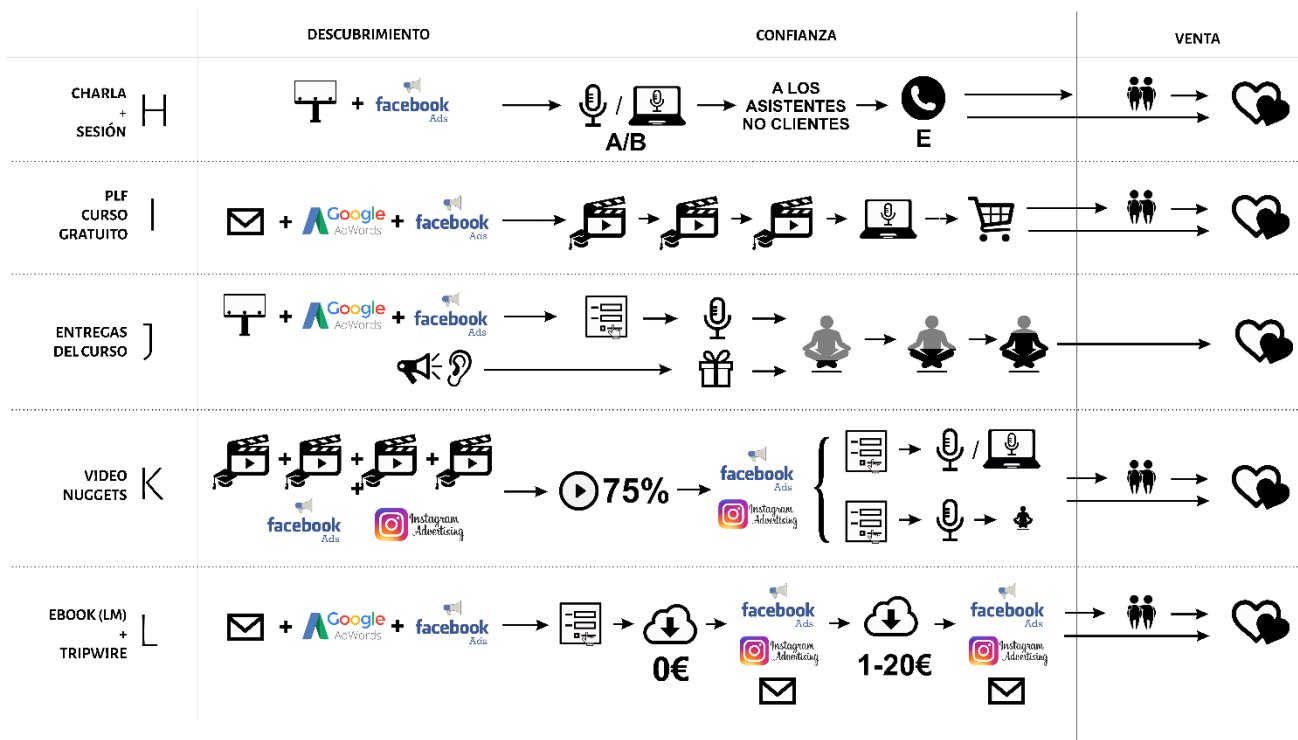 DESCUBRIMIENTO
CONFIANZA
VENTA
CHARLA
+
SESIÓN
H
+
facebook
Ads
/
A/B
A LOS
ASISTENTES
NO CLIENTES
E
PLF
CURSO
GRATUITO
I
+
Google
AdWords
+
facebook
Ads
ENTREGAS
DEL CURSO
J
+
Google
AdWords
+
facebook
Ads
VIDEO
NUGGETS
K
+ + +
+
facebook
Ads
Instagram
Advertising
75%
facebook
Ads
Instagram
Advertising
{
/
EBOOK (LM)
+
TRIPWIRE
L
+
Google
AdWords
+
facebook
Ads
0€
facebook
Ads
Instagram
Advertising
1-20€
facebook
Ads
Instagram
Advertising